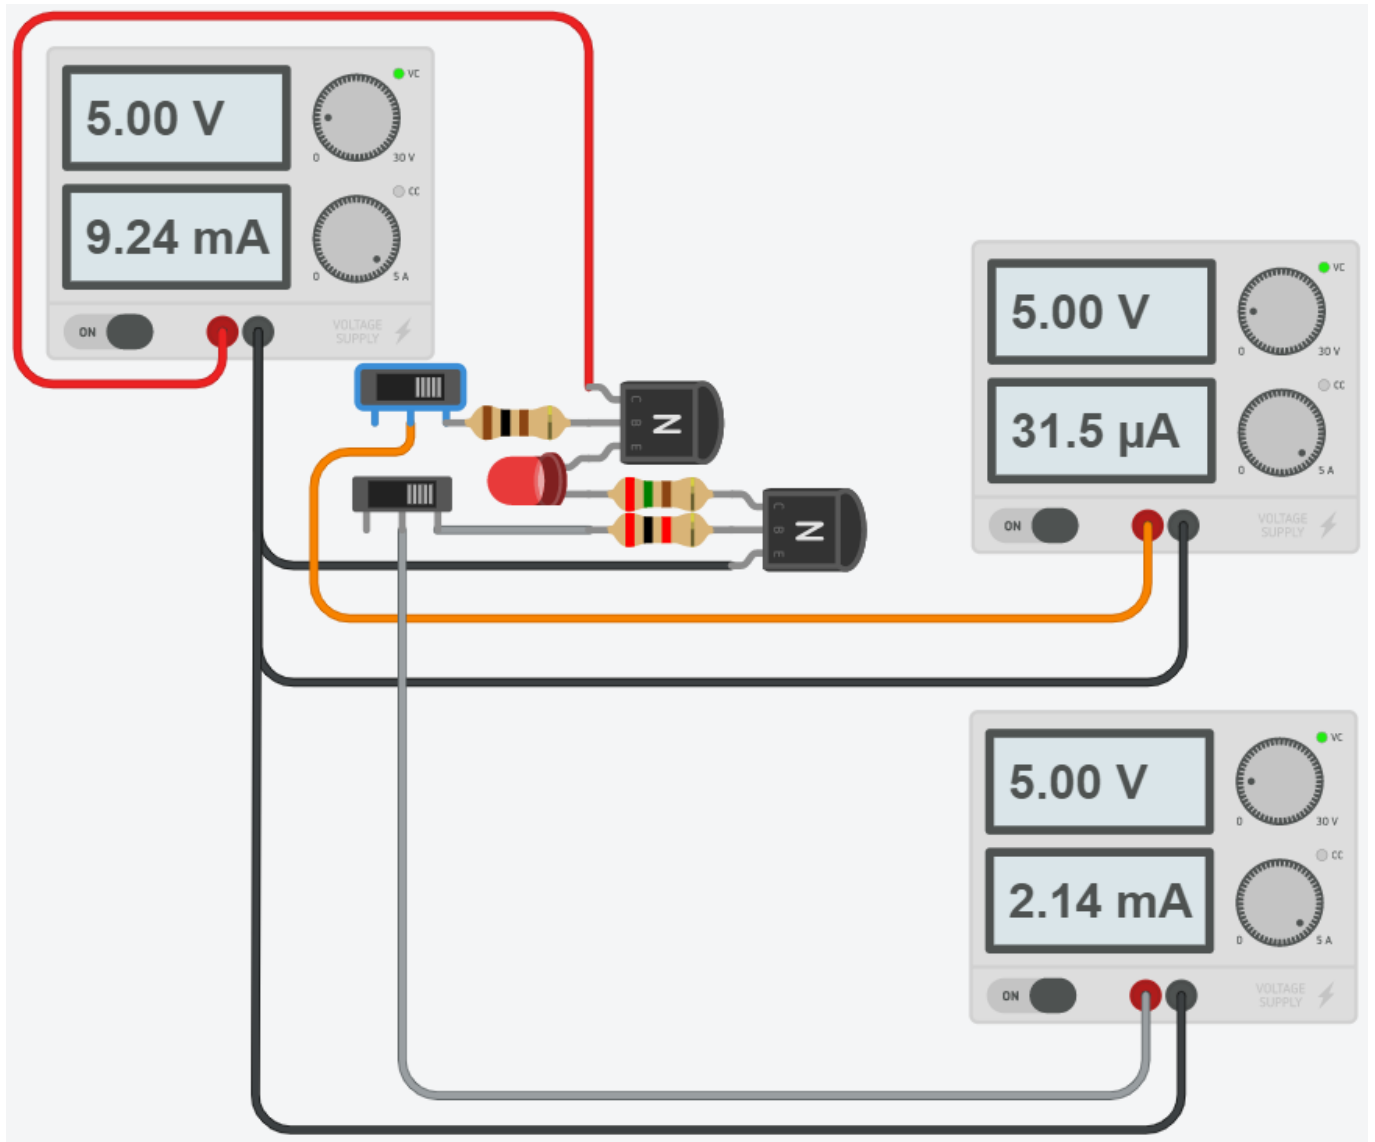 5.00 V
VC
0
30 V
9.24 mA
CC
0
5 A
ON
VOLTAGE
SUPPLY
C
B
E
N
C
B
E
N
5.00 V
VC
0
30 V
31.5 µA
CC
0
5 A
ON
VOLTAGE
SUPPLY
5.00 V
VC
0
30 V
2.14 mA
CC
0
5 A
ON
VOLTAGE
SUPPLY